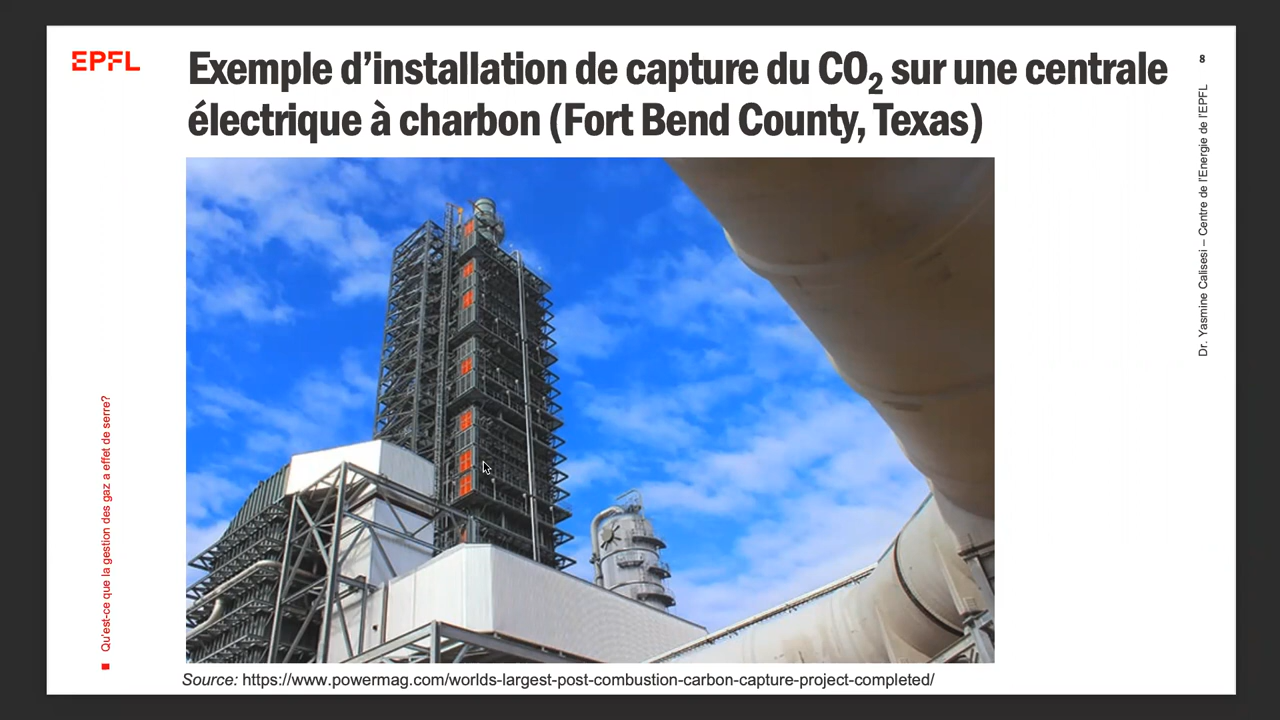 EPFL
Exemple d’installation de capture du CO₂ sur une centrale
électrique à charbon (Fort Bend County, Texas)
8
Dr. Yasmine Calisesi – Centre de l'Energie de l'EPFL
Qu'est-ce que la gestion des gaz a effet de serre?
Source: https://www.powermag.com/worlds-largest-post-combustion-carbon-capture-project-completed/